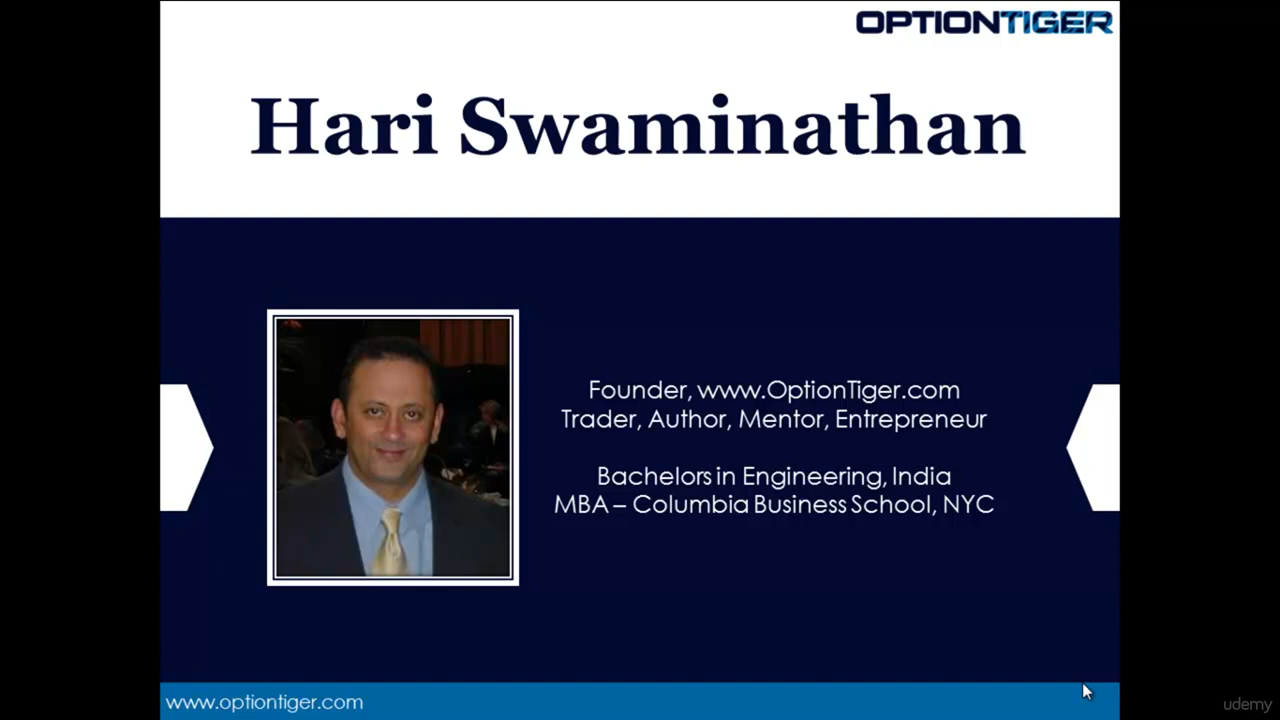 OPTIONTIGER
Hari Swaminathan
Founder, www.OptionTiger.com
Trader, Author, Mentor, Entrepreneur
Bachelors in Engineering, India
MBA – Columbia Business School, NYC
www.optiontiger.com
udemy